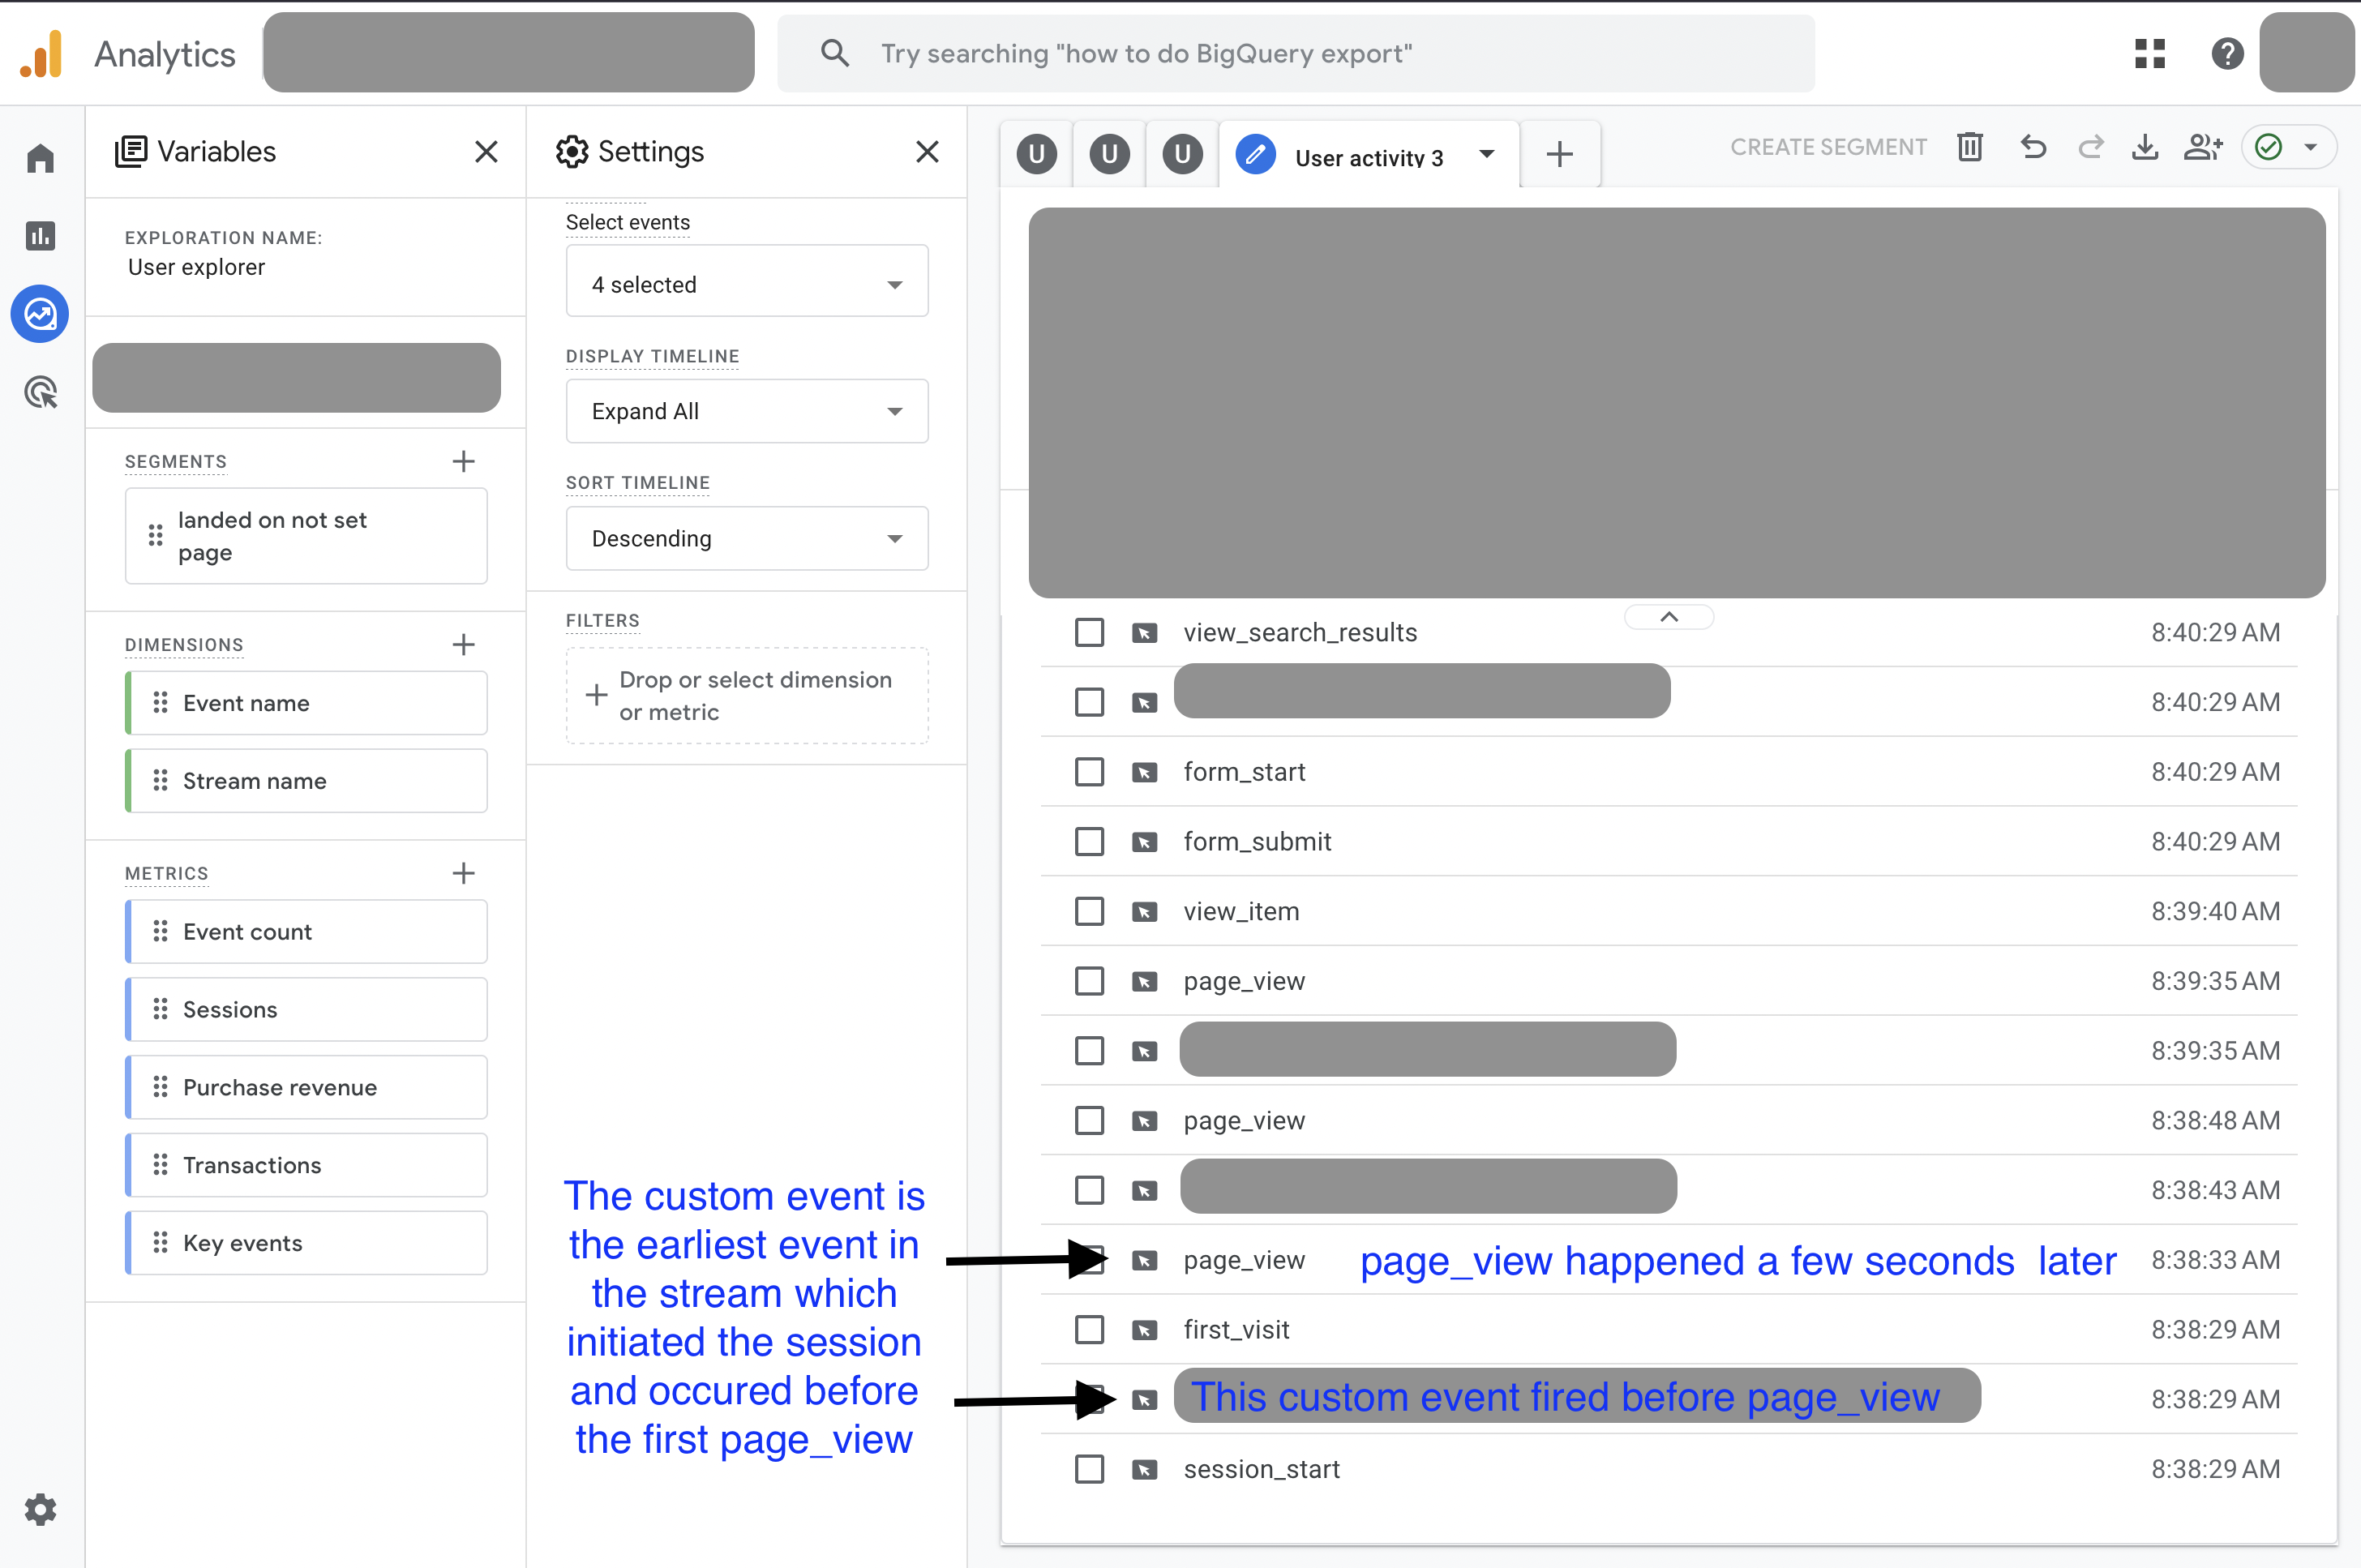 Analytics
Try searching "how to do BigQuery export"
Variables
EXPLORATION NAME:
User explorer
SEGMENTS
landed on not set
page
DIMENSIONS
Event name
Stream name
METRICS
Event count
Sessions
Purchase revenue
Transactions
Key events
Settings
Select events
4 selected
DISPLAY TIMELINE
Expand All
SORT TIMELINE
Descending
FILTERS
Drop or select dimension
or metric
The custom event is
the earliest event in
the stream which
initiated the session
and occured before
the first page_view
U U U User activity 3
CREATE SEGMENT
view_search_results 8:40:29 AM
8:40:29 AM
form_start 8:40:29 AM
form_submit 8:40:29 AM
view_item 8:39:40 AM
page_view 8:39:35 AM
8:39:35 AM
page_view 8:38:48 AM
8:38:43 AM
page_view page_view happened a few seconds later 8:38:33 AM
first_visit 8:38:29 AM
This custom event fired before page_view 8:38:29 AM
session_start 8:38:29 AM